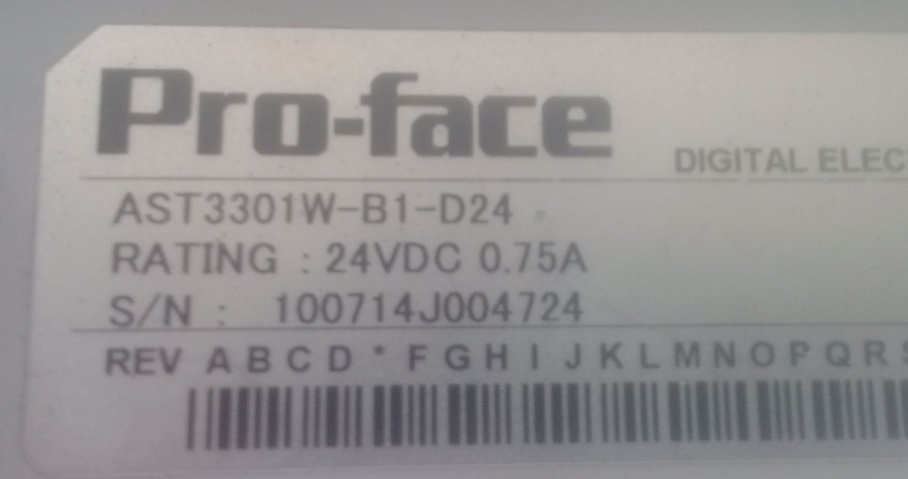 Pro-face
DIGITAL ELEC
AST3301W-B1-D24
RATING : 24VDC 0.75A
S/N : 100714J004724
REV A B C D * F G H I J K L M N O P Q R S